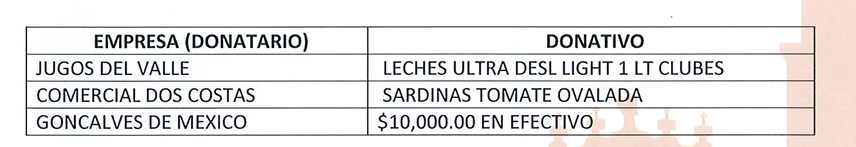 EMPRESA (DONATARIO) DONATIVO
JUGOS DEL VALLE LECHES ULTRA DESL LIGHT 1 LT CLUBES
COMERCIAL DOS COSTAS SARDINAS TOMATE OVALADA
GONCALVES DE MEXICO $10,000.00 EN EFECTIVO